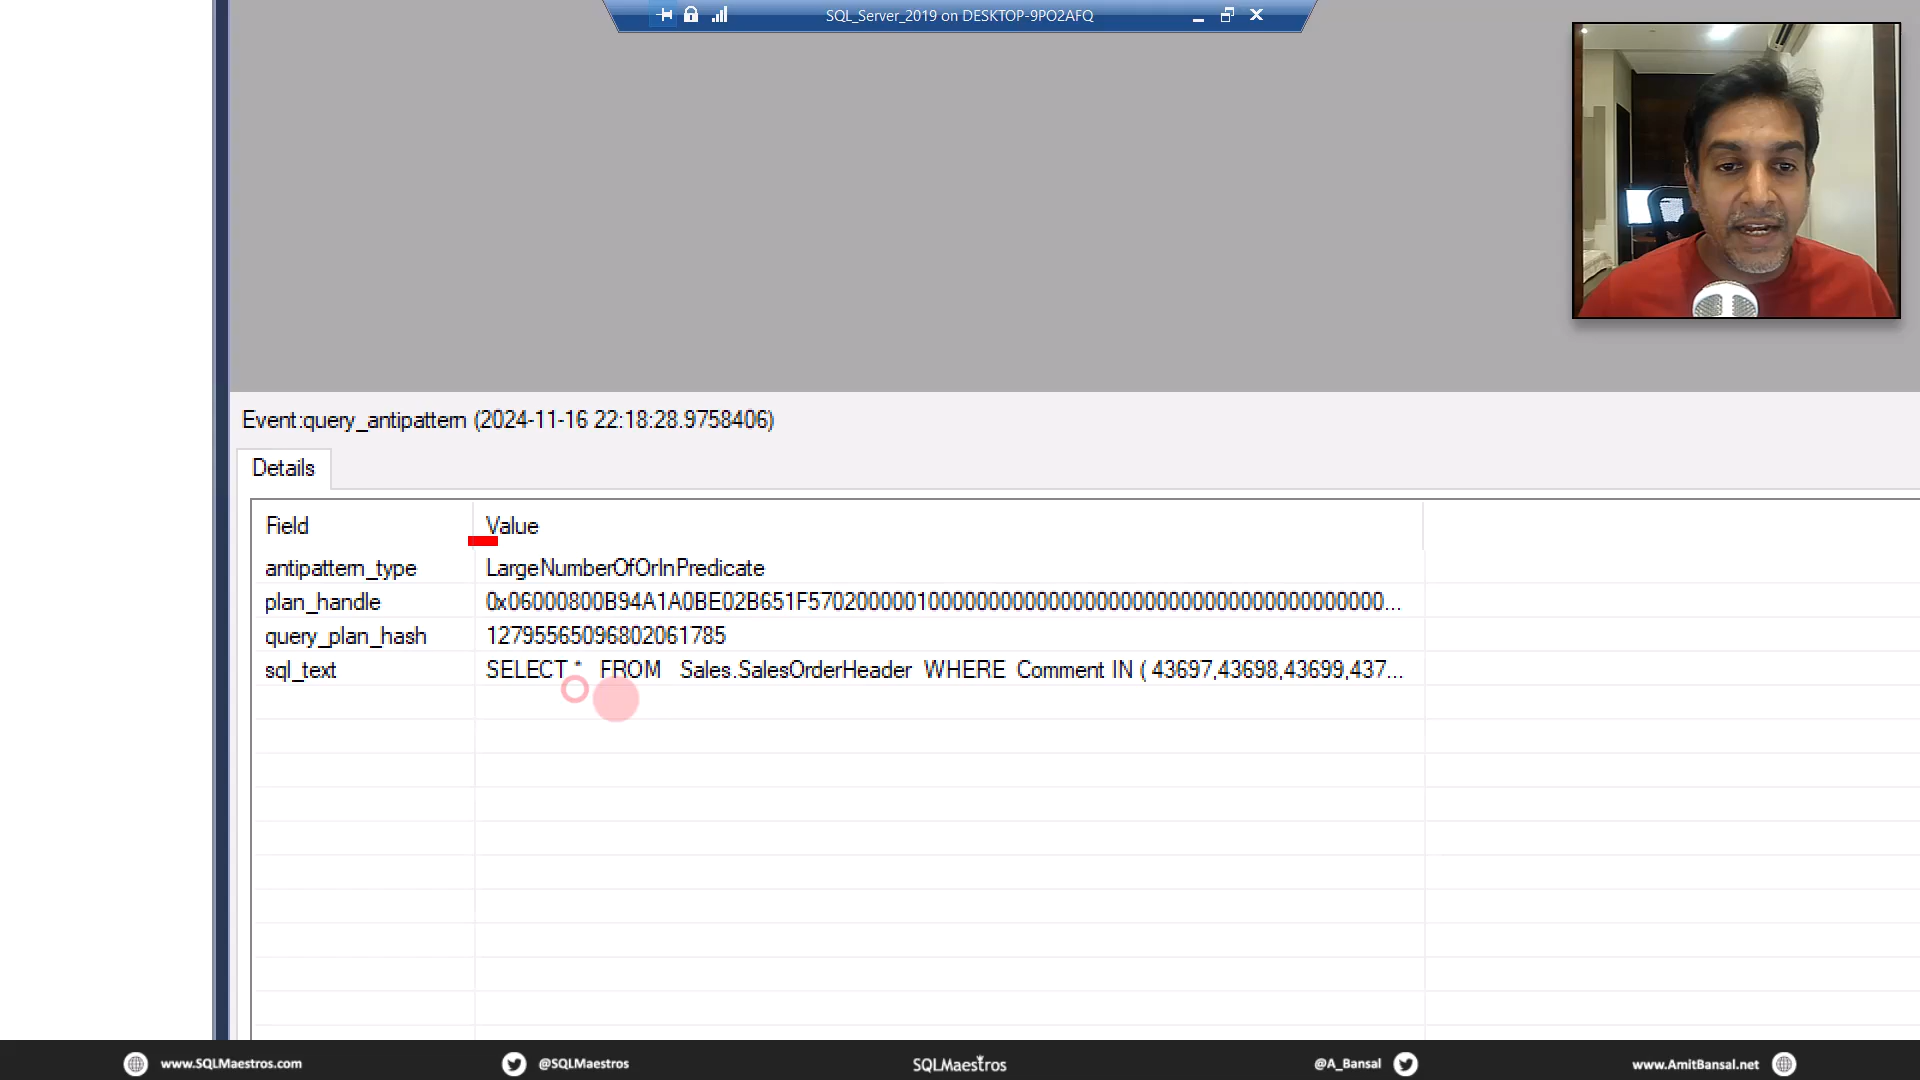 SQL_Server_2019 on DESKTOP-9PO2AFQ
Event:query_antipattern (2024-11-16 22:18:28.9758406)
Details
Field Value
antipattern_type LargeNumberOfOrInPredicate
plan_handle
query_plan_hash 12795565096802061785
sql_text SELECT * FROM Sales.SalesOrderHeader WHERE Comment IN ( 43697,43698,43699,437...
www.SQLMaestros.com @SQLMaestros SQLMaestros @A_Bansal www.AmitBansal.net